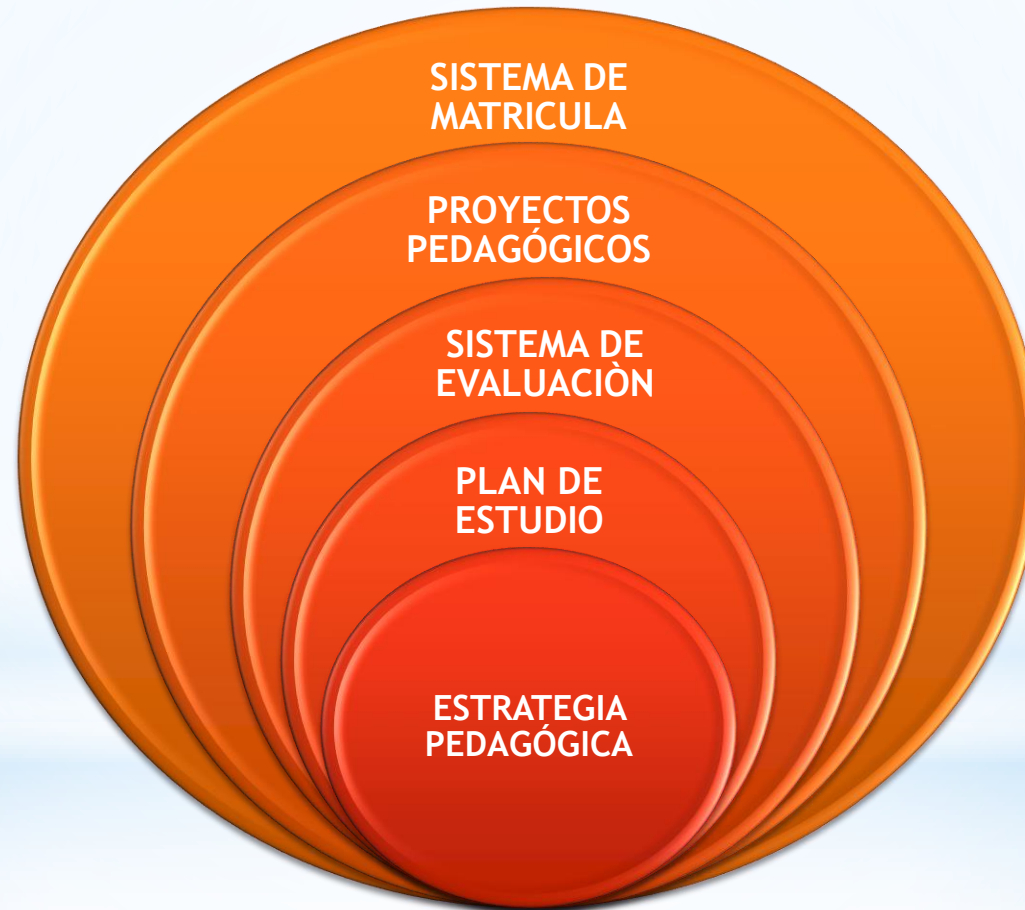 SISTEMA DE
MATRICULA
PROYECTOS
PEDAGÓGICOS
SISTEMA DE
EVALUACIÒN
PLAN DE
ESTUDIO
ESTRATEGIA
PEDAGÓGICA